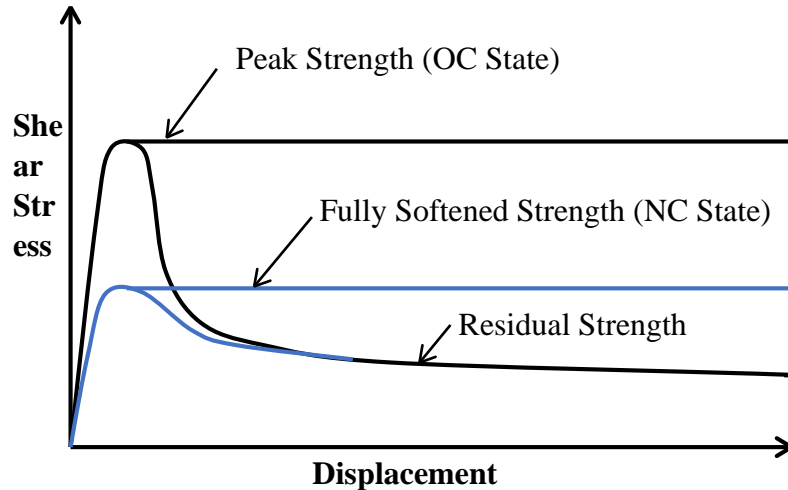 Peak Strength (OC State)
She
ar
Str
ess
Fully Softened Strength (NC State)
Residual Strength
Displacement